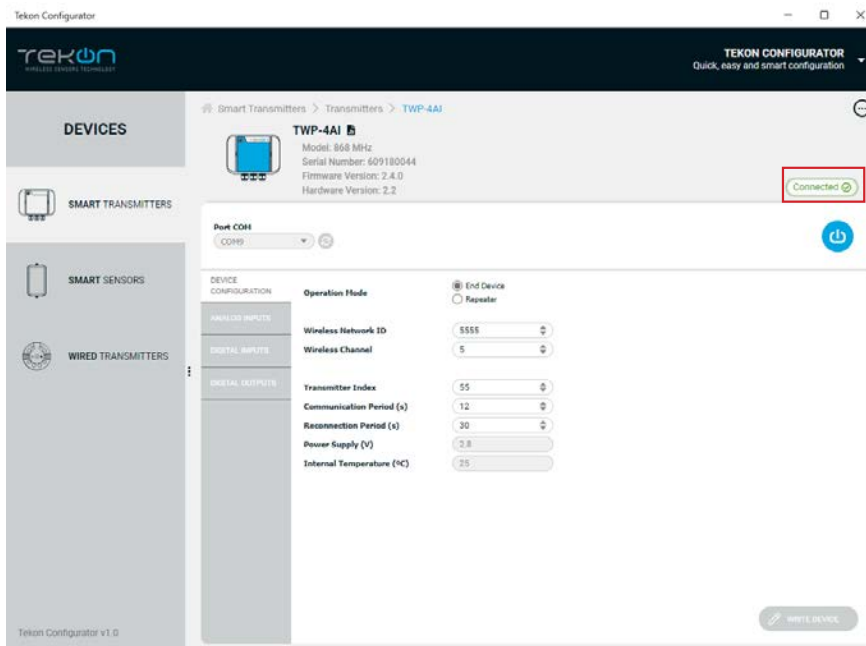 Tekon Configurator
TEKON
WIRELESS SENSORS TECHNOLOGY
TEKON CONFIGURATOR
Quick, easy and smart configuration
DEVICES
SMART TRANSMITTERS
SMART SENSORS
WIRED TRANSMITTERS
Tekon Configurator v1.0
Smart Transmitters > Transmitters > TWP-4AI
TWP-4AI
Model: 868 MHz
Serial Number: 609180044
Firmware Version: 2.4.0
Hardware Version: 2.2
Connected
Port COM
COM9
DEVICE
CONFIGURATION
ANALOG INPUTS
DIGITAL INPUTS
DIGITAL OUTPUTS
Operation Mode
End Device
Repeater
Wireless Network ID 5555
Wireless Channel 5
Transmitter Index 55
Communication Period (s) 12
Reconnection Period (s) 30
Power Supply (V) 2.8
Internal Temperature (ºC) 25
WRITE DEVICE